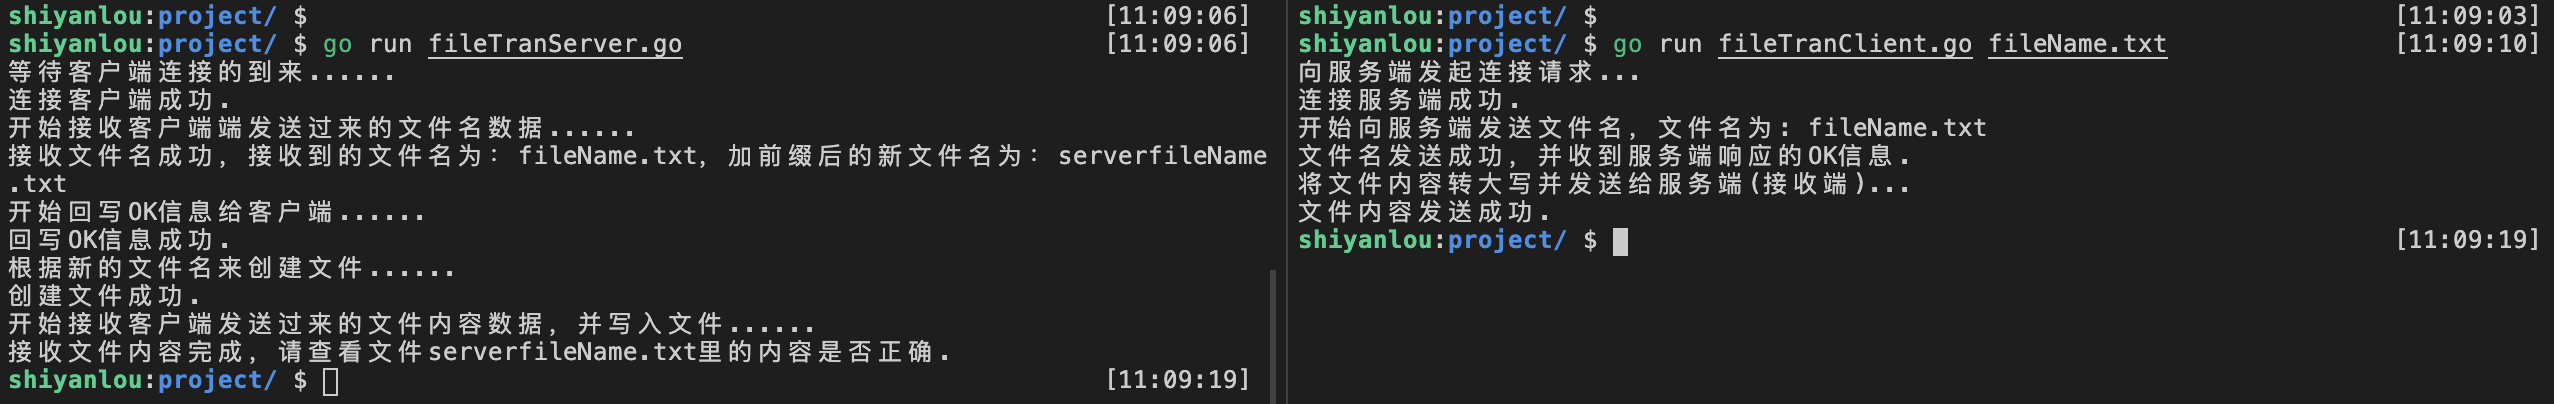 shiyanlou:project/ $ [11:09:06]
shiyanlou:project/ $ go run fileTranServer.go [11:09:06]
等待客户端连接的到来......
连接客户端成功.
开始接收客户端端发送过来的文件名数据......
接收文件名成功，接收到的文件名为：fileName.txt，加前缀后的新文件名为：serverfileName
.txt
开始回写OK信息给客户端......
回写OK信息成功.
根据新的文件名来创建文件......
创建文件成功.
开始接收客户端发送过来的文件内容数据，并写入文件......
接收文件内容完成，请查看文件serverfileName.txt里的内容是否正确.
shiyanlou:project/ $ [11:09:19]
shiyanlou:project/ $ [11:09:03]
shiyanlou:project/ $ go run fileTranClient.go fileName.txt [11:09:10]
向服务端发起连接请求...
连接服务端成功.
开始向服务端发送文件名，文件名为：fileName.txt
文件名发送成功，并收到服务端响应的OK信息.
将文件内容转大写并发送给服务端(接收端)...
文件内容发送成功.
shiyanlou:project/ $ [11:09:19]